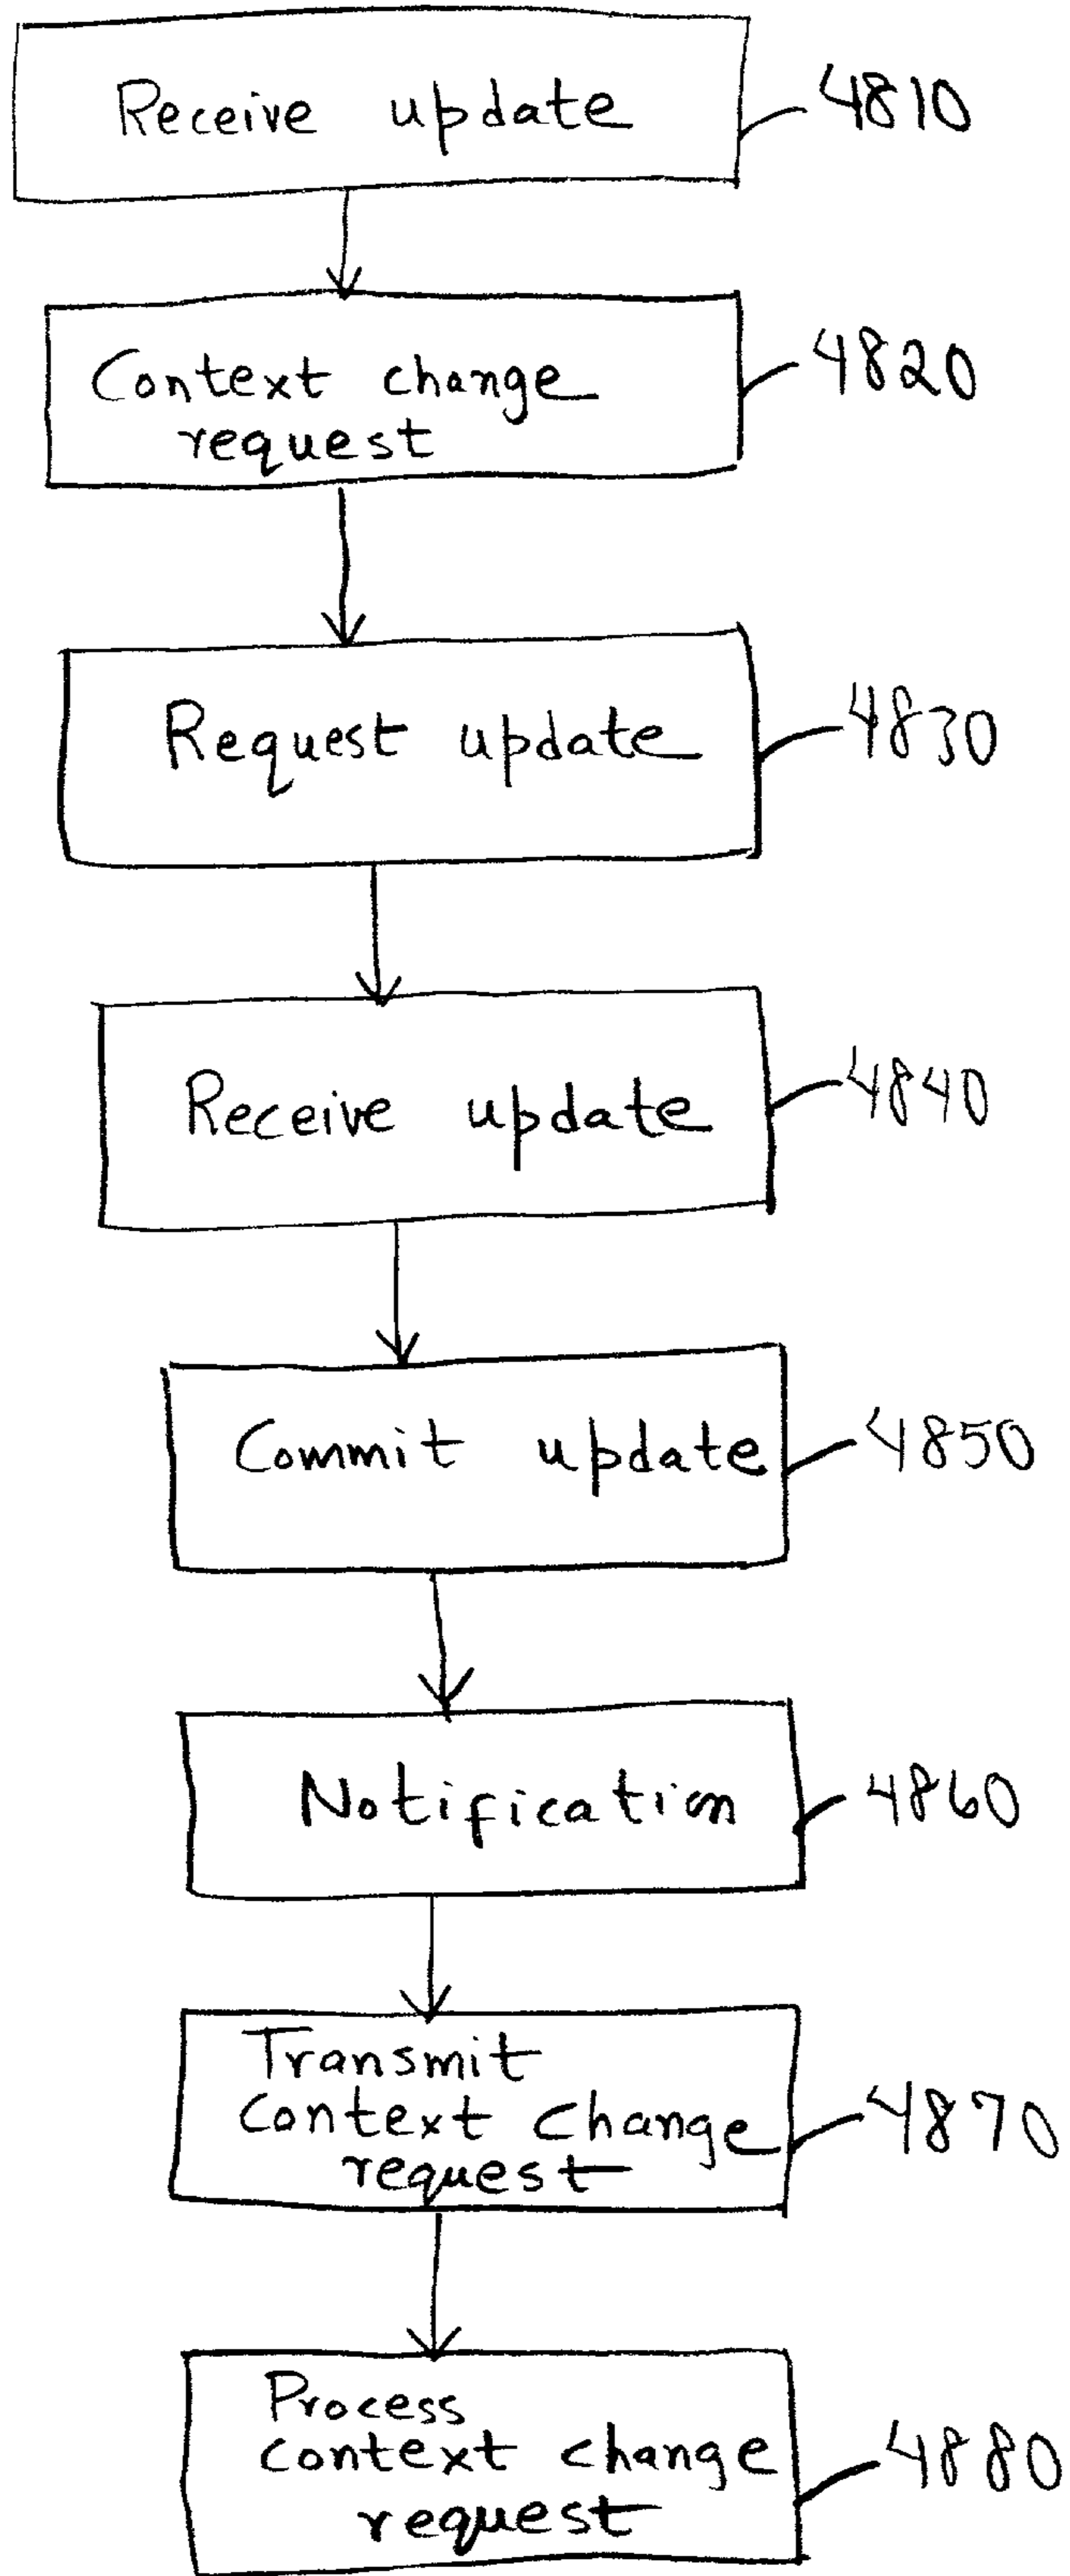 Receive update 4810
Context change 4820
request
Request update 4830
Receive update 4840
Commit update 4850
Notification 4860
Transmit
Context Change 4870
request
Process
Context change 4880
request